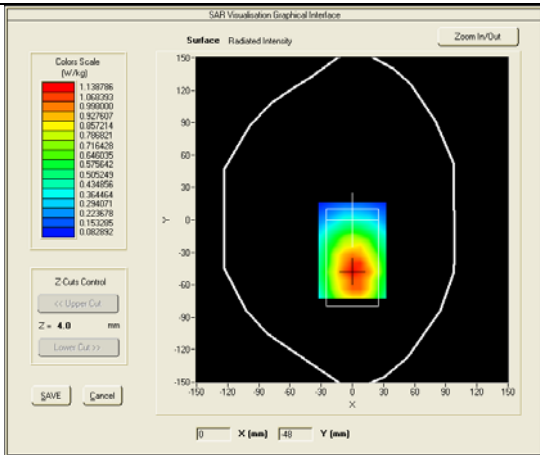 SAR Visualisation Graphical Interface
Surface Radiated Intensity
Zoom In/Out
Colors Scale
(W/kg)
1.138786
1.068393
0.998000
0.927607
0.857214
0.786821
0.716428
0.646035
0.575642
0.505249
0.434856
0.364464
0.294071
0.223678
0.153285
0.082892
150
120
90
60
30
0
-30
-60
-90
-120
-150
Y
-150 -120 -90 -60 -30 0 30 60 90 120 150
X
Z Cuts Control
<< Upper Cut
Z = 4.0 mm
Lower Cut >>
SAVE Cancel
0 X (mm) -48 Y (mm)